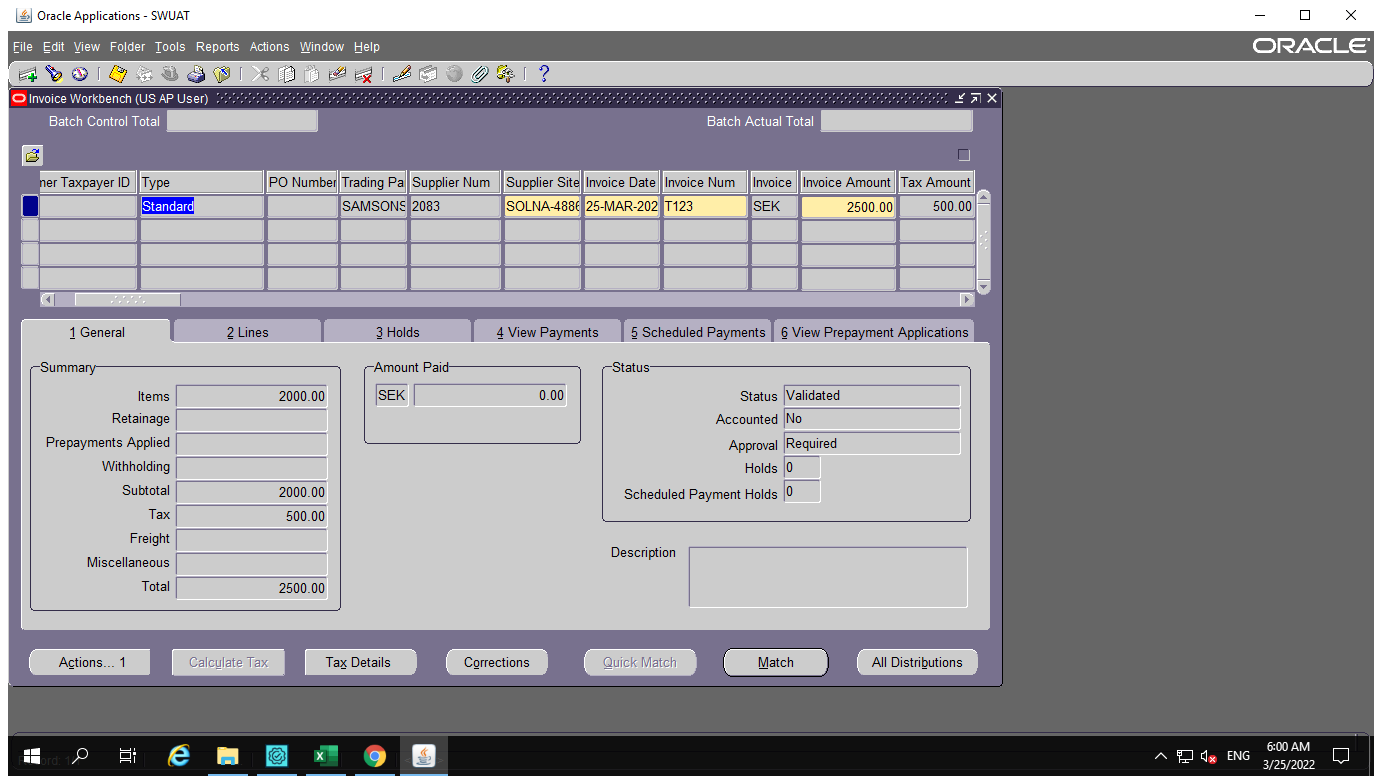 Oracle Applications - SWUAT
File Edit View Folder Tools Reports Actions Window Help
ORACLE
Invoice Workbench (US AP User)
Batch Control Total
Batch Actual Total
ner Taxpayer ID Type PO Number Trading Pa Supplier Num Supplier Site Invoice Date Invoice Num Invoice Invoice Amount Tax Amount
Standard SAMSONS 2083 SOLNA-4886 25-MAR-202 T123 SEK 2500.00 500.00
1 General 2 Lines 3 Holds 4 View Payments 5 Scheduled Payments 6 View Prepayment Applications
Summary
Items 2000.00
Retainage
Prepayments Applied
Withholding
Subtotal 2000.00
Tax 500.00
Freight
Miscellaneous
Total 2500.00
Amount Paid
SEK 0.00
Status
Status Validated
Accounted No
Approval Required
Holds 0
Scheduled Payment Holds 0
Description
Actions... 1 Calculate Tax Tax Details Corrections Quick Match Match All Distributions
ENG
6:00 AM
3/25/2022